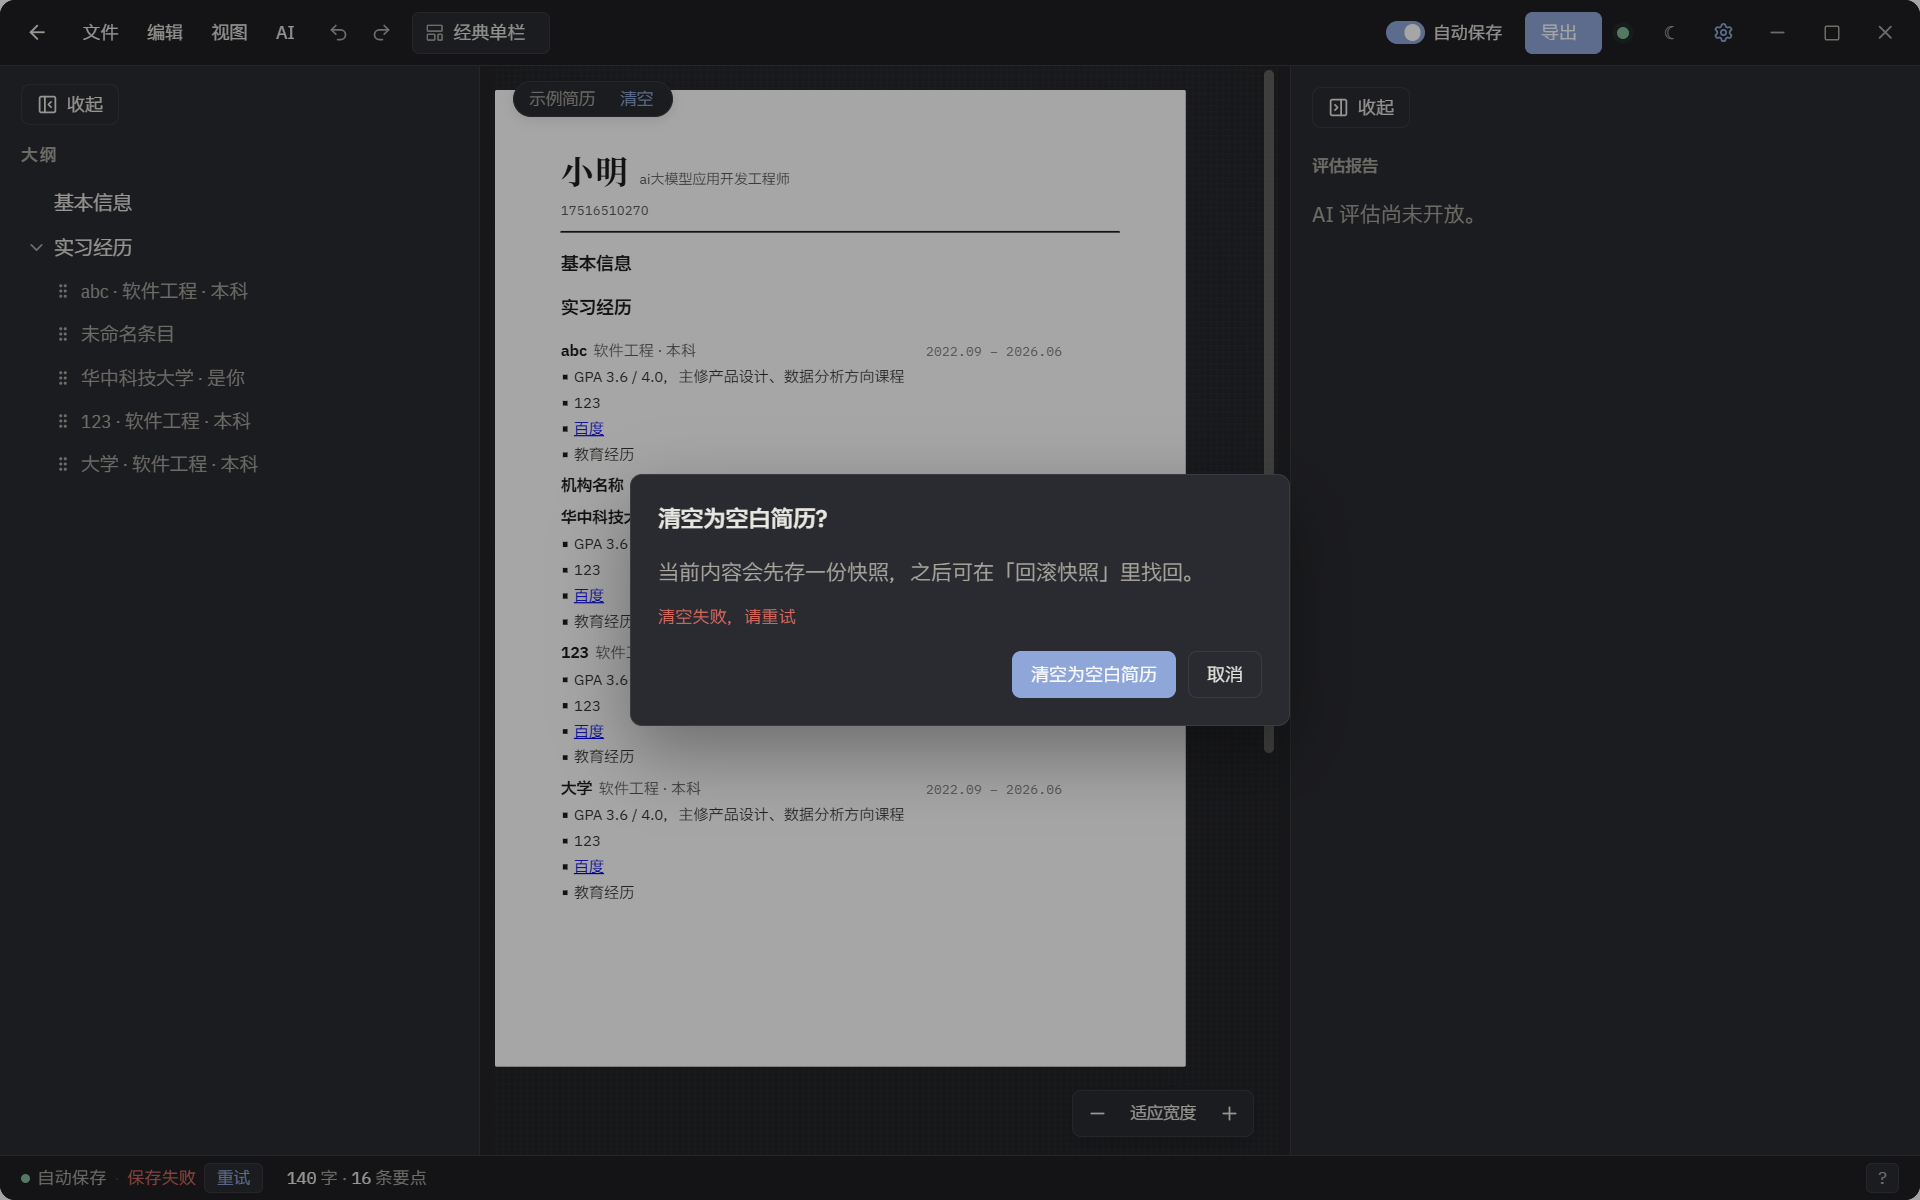 文件 编辑 视图 AI 经典单栏 自动保存 导出
收起
大纲
基本信息
实习经历
abc · 软件工程 · 本科
未命名条目
华中科技大学 · 是你
123 · 软件工程 · 本科
大学 · 软件工程 · 本科
示例简历 清空
小明 ai大模型应用开发工程师
17516510270
基本信息
实习经历
abc 软件工程 · 本科 2022.09 – 2026.06
▪ GPA 3.6 / 4.0，主修产品设计、数据分析方向课程
▪ 123
▪ 百度
▪ 教育经历
机构名称
华中科技
▪ GPA 3.6
▪ 123
▪ 百度
▪ 教育经历
123 软件
▪ GPA 3.6
▪ 123
▪ 百度
▪ 教育经历
大学 软件工程 · 本科 2022.09 – 2026.06
▪ GPA 3.6 / 4.0，主修产品设计、数据分析方向课程
▪ 123
▪ 百度
▪ 教育经历
清空为空白简历?
当前内容会先存一份快照，之后可在「回滚快照」里找回。
清空失败，请重试
清空为空白简历 取消
适应宽度
收起
评估报告
AI 评估尚未开放。
自动保存 · 保存失败 重试 140 字 · 16 条要点 ?